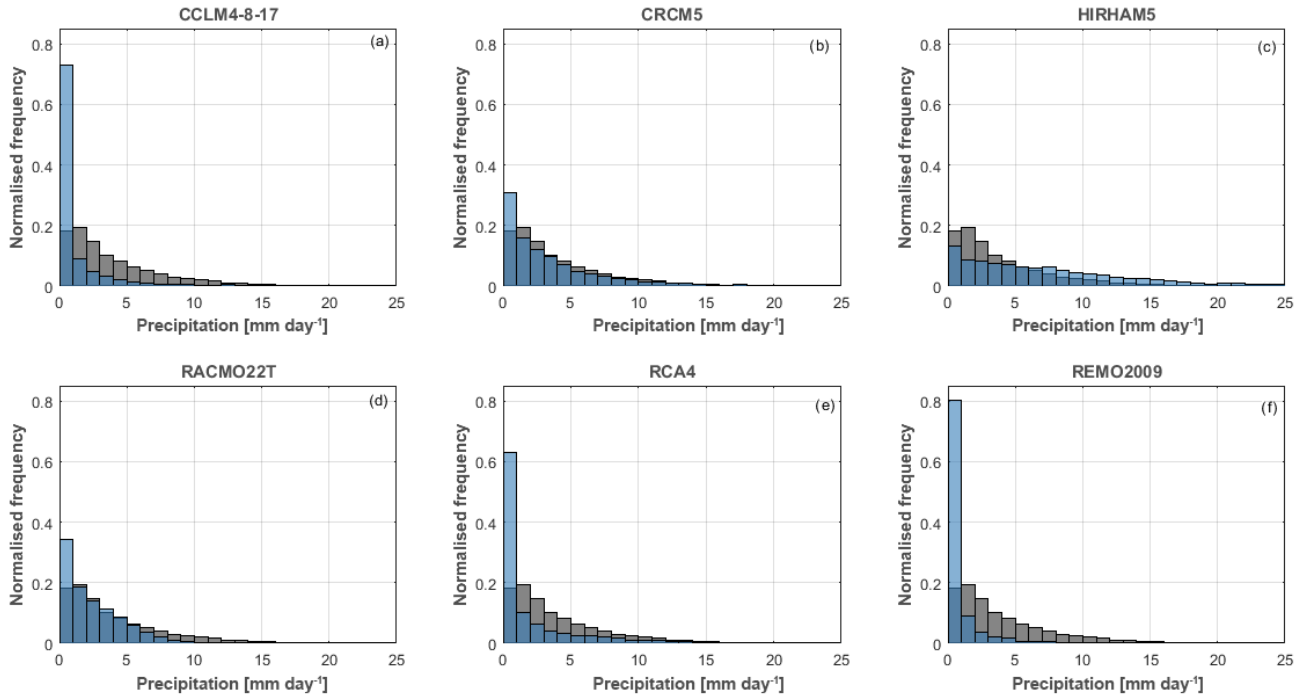 CCLM4-8-17
CRCM5
HIRHAM5
(a)
(b)
(c)
Normalised frequency
0.8
0.6
0.4
0.2
0
0 5 10 15 20 25
Precipitation [mm day⁻¹]
Normalised frequency
0.8
0.6
0.4
0.2
0
0 5 10 15 20 25
Precipitation [mm day⁻¹]
Normalised frequency
0.8
0.6
0.4
0.2
0
0 5 10 15 20 25
Precipitation [mm day⁻¹]
RACMO22T
RCA4
REMO2009
(d)
(e)
(f)
Normalised frequency
0.8
0.6
0.4
0.2
0
0 5 10 15 20 25
Precipitation [mm day⁻¹]
Normalised frequency
0.8
0.6
0.4
0.2
0
0 5 10 15 20 25
Precipitation [mm day⁻¹]
Normalised frequency
0.8
0.6
0.4
0.2
0
0 5 10 15 20 25
Precipitation [mm day⁻¹]